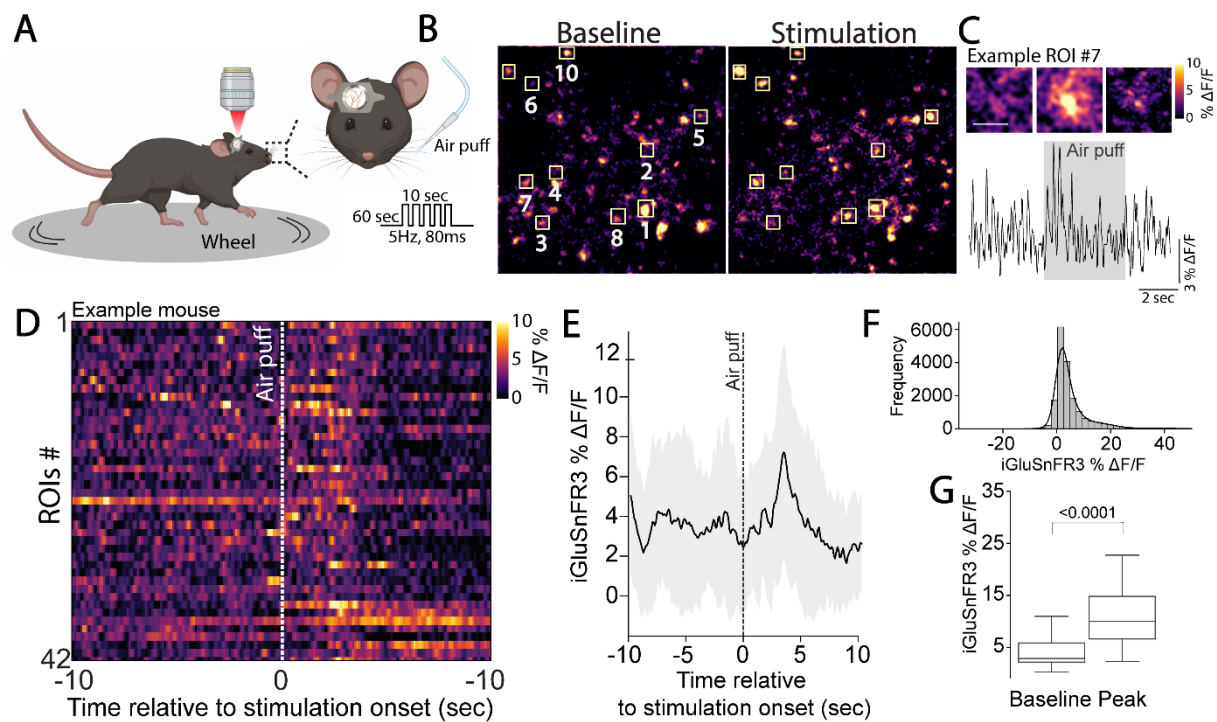 A
Air puff
10 sec
60 sec
5Hz, 80ms
Wheel
B
Baseline
Stimulation
10
6
5
2
4
7
3
8
1
C
Example ROI #7
10
5
0
% ΔF/F
Air puff
3 % ΔF/F
2 sec
D
Example mouse
1
42
ROIs #
Air puff
10
5
0
% ΔF/F
-10
0
-10
Time relative to stimulation onset (sec)
E
iGluSnFR3 % ΔF/F
12
10
8
6
4
2
0
Air puff
-10
-5
0
5
10
Time relative
to stimulation onset (sec)
F
Frequency
6000
4000
2000
0
-20
0
20
40
iGluSnFR3 % ΔF/F
G
iGluSnFR3 % ΔF/F
35
25
15
5
<0.0001
Baseline Peak